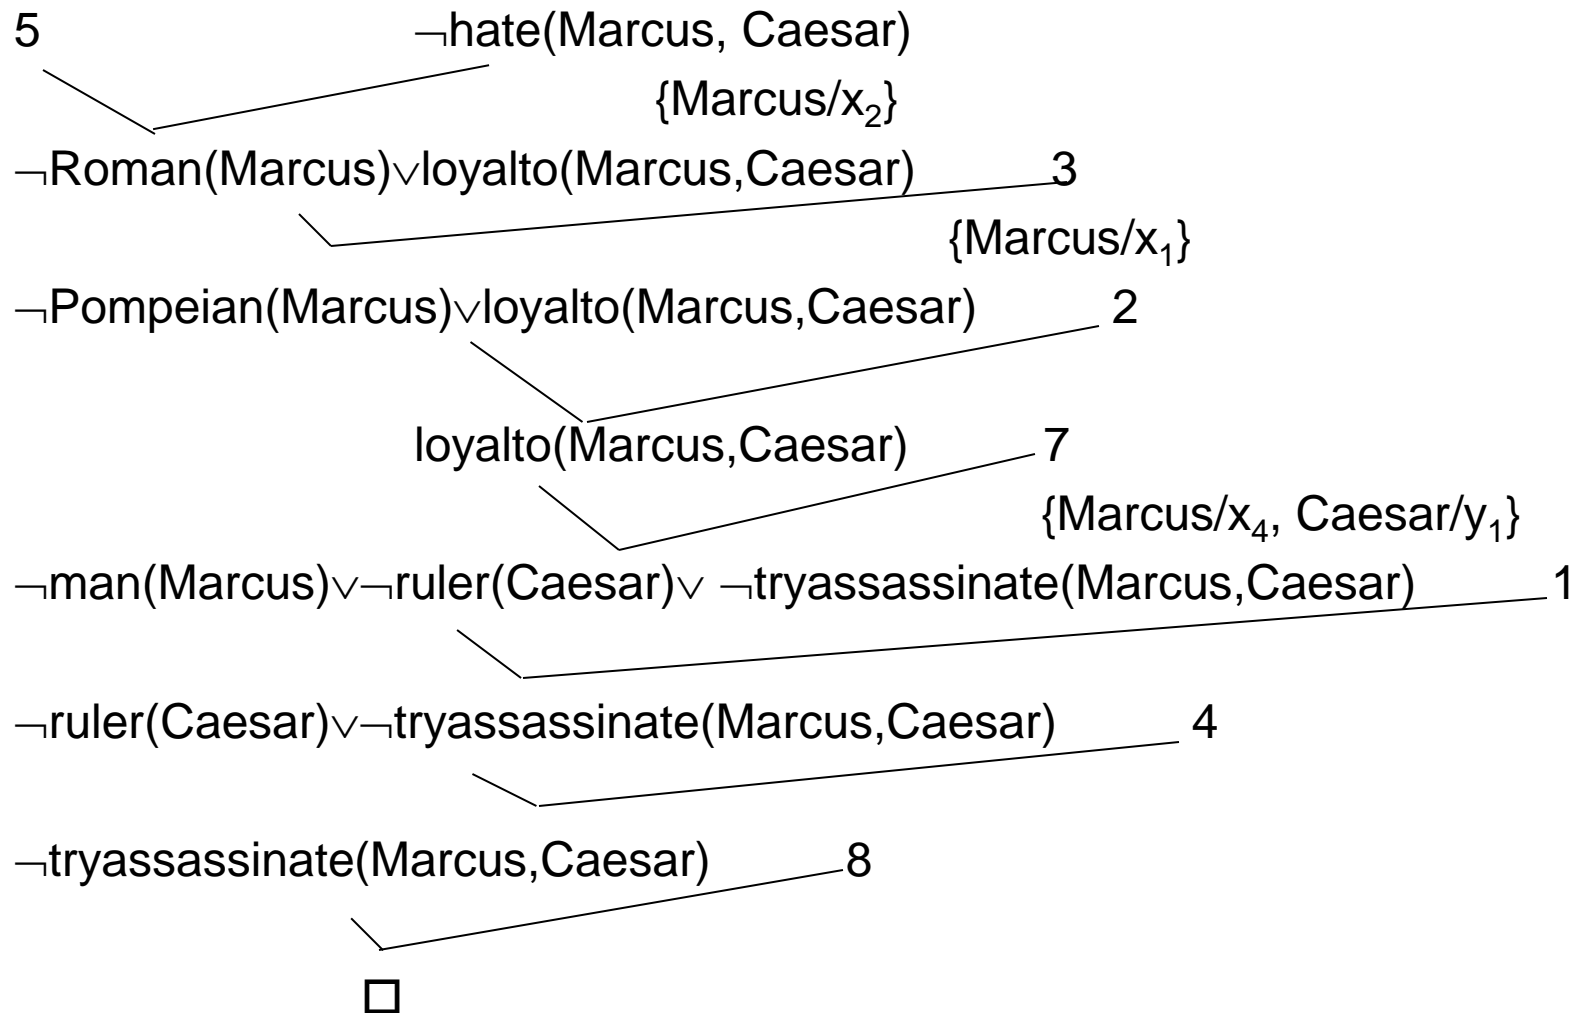 5 ¬hate(Marcus, Caesar)
{Marcus/x₂}
¬Roman(Marcus)∨loyalto(Marcus,Caesar) 3
{Marcus/x₁}
¬Pompeian(Marcus)∨loyalto(Marcus,Caesar) 2
loyalto(Marcus,Caesar) 7
{Marcus/x₄, Caesar/y₁}
¬man(Marcus)∨¬ruler(Caesar)∨ ¬tryassassinate(Marcus,Caesar) 1
¬ruler(Caesar)∨¬tryassassinate(Marcus,Caesar) 4
¬tryassassinate(Marcus,Caesar) 8
□